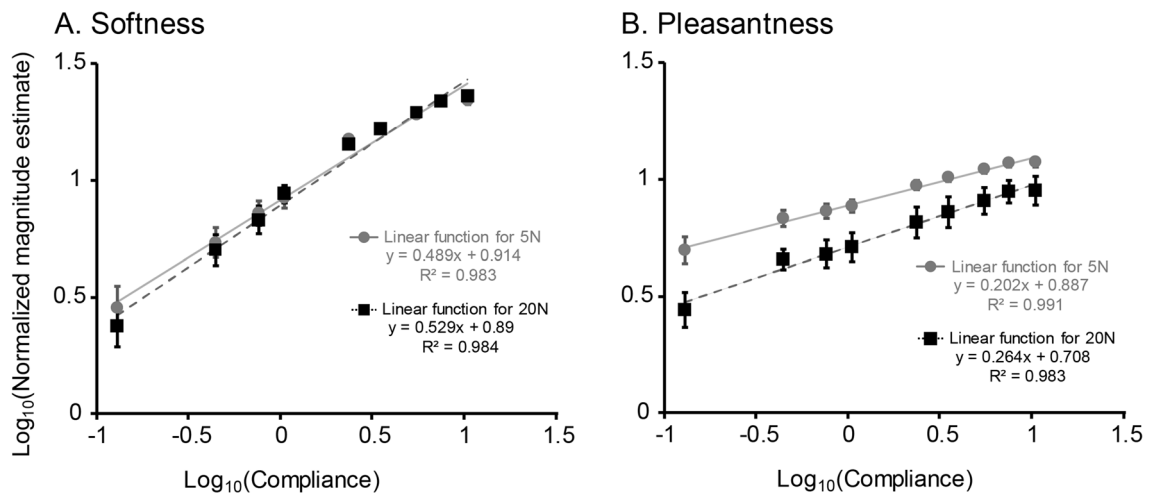 A. Softness
Log₁₀(Normalized magnitude estimate)
1.5
1
0.5
0
-1
-0.5
0
0.5
1
1.5
Log₁₀(Compliance)
Linear function for 5N
y = 0.489x + 0.914
R² = 0.983
Linear function for 20N
y = 0.529x + 0.89
R² = 0.984
B. Pleasantness
1.5
1
0.5
0
-1
-0.5
0
0.5
1
1.5
Log₁₀(Compliance)
Linear function for 5N
y = 0.202x + 0.887
R² = 0.991
Linear function for 20N
y = 0.264x + 0.708
R² = 0.983